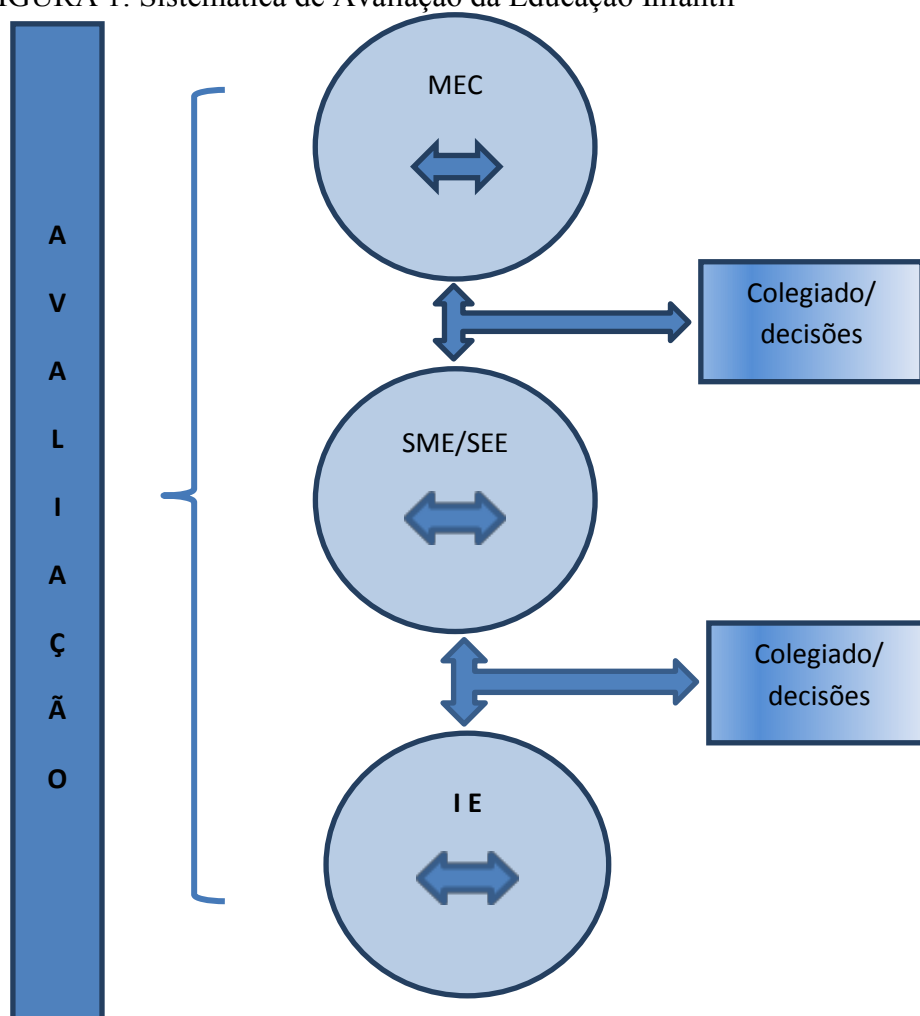 IGURA 1: Sistemática de Avaliação da Educação Infantil
MEC
A
V
A
L
I
A
Ç
Ã
O
Colegiado/
decisões
SME/SEE
Colegiado/
decisões
I E